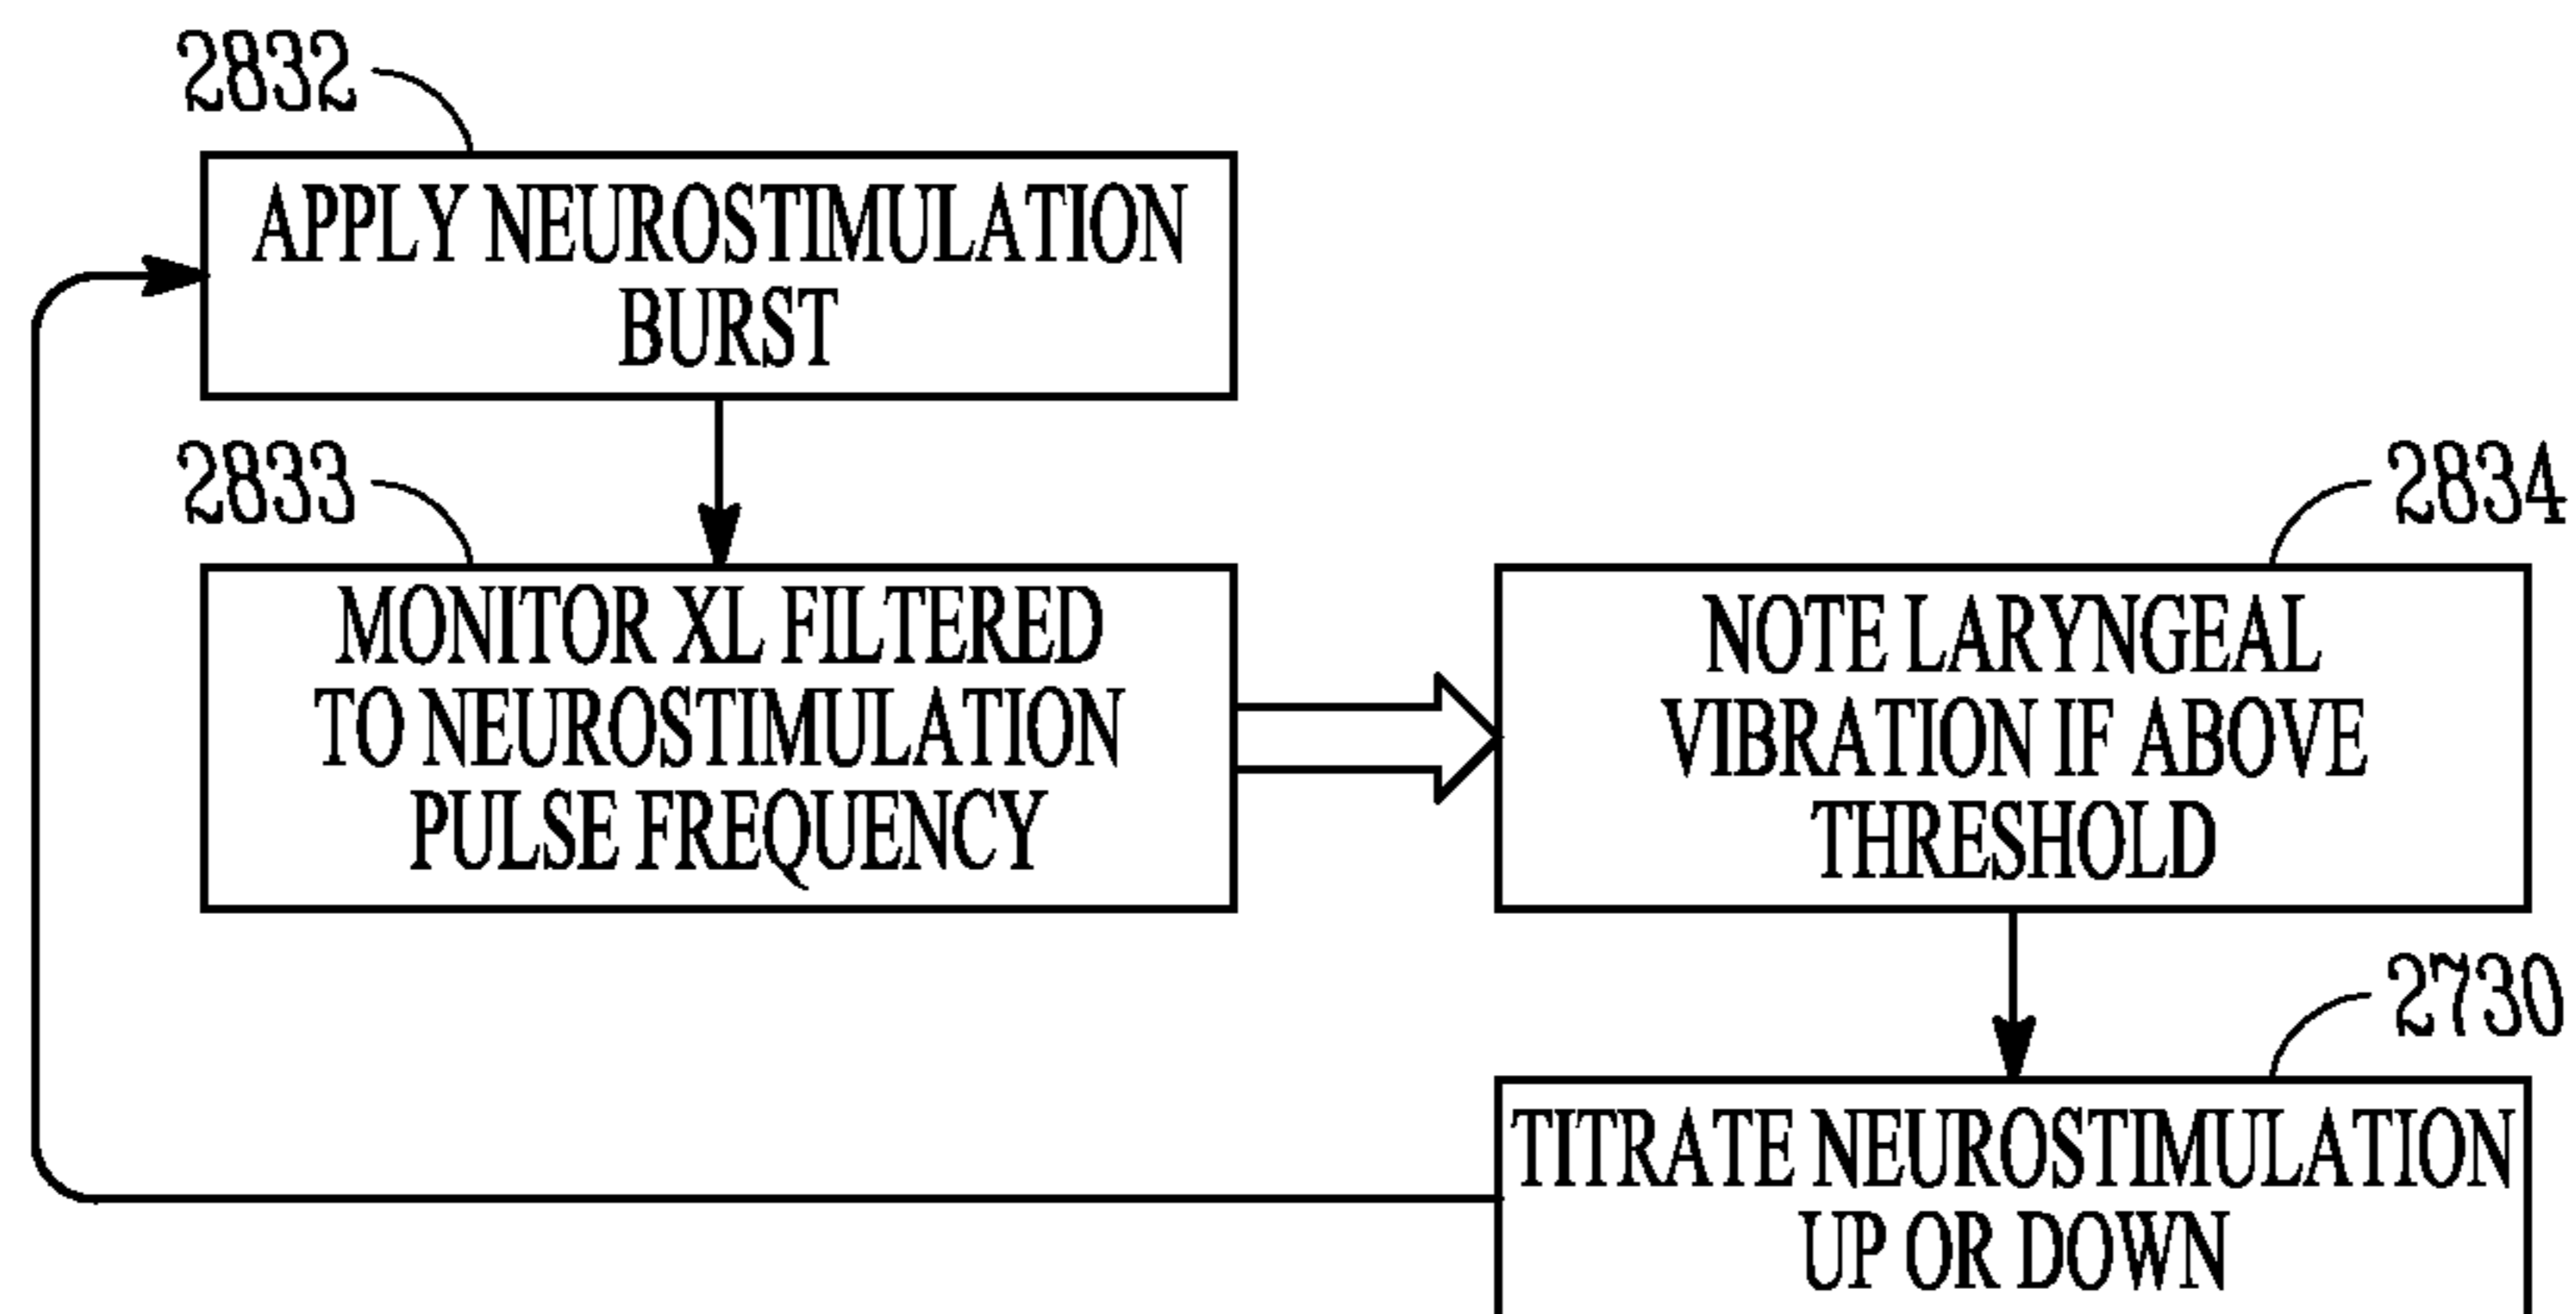 2832
APPLY NEUROSTIMULATION
BURST
2833
MONITOR XL FILTERED
TO NEUROSTIMULATION
PULSE FREQUENCY
2834
NOTE LARYNGEAL
VIBRATION IF ABOVE
THRESHOLD
2730
TITRATE NEUROSTIMULATION
UP OR DOWN